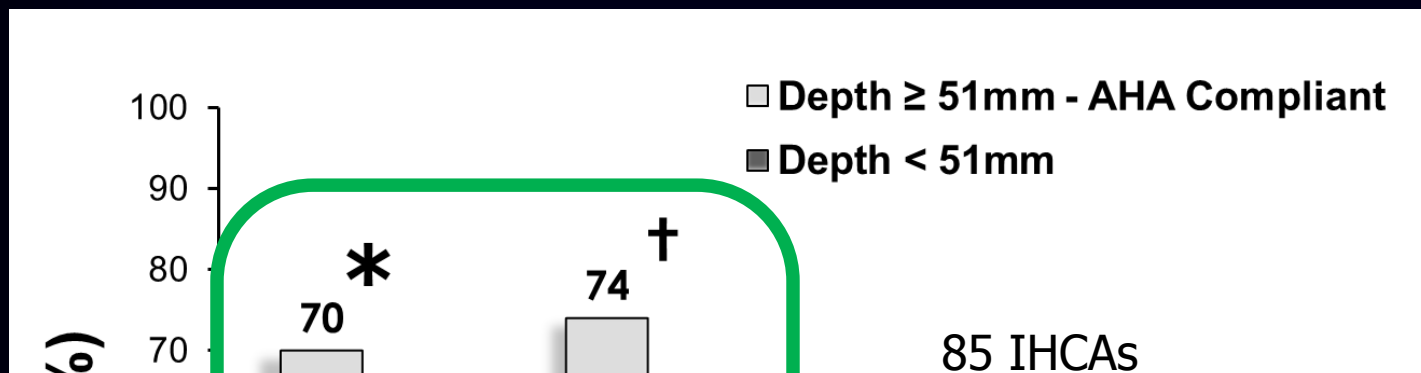 Depth ≥ 51mm - AHA Compliant
Depth < 51mm
100
90
80
70
70 *
74 †
85 IHCAs
%)